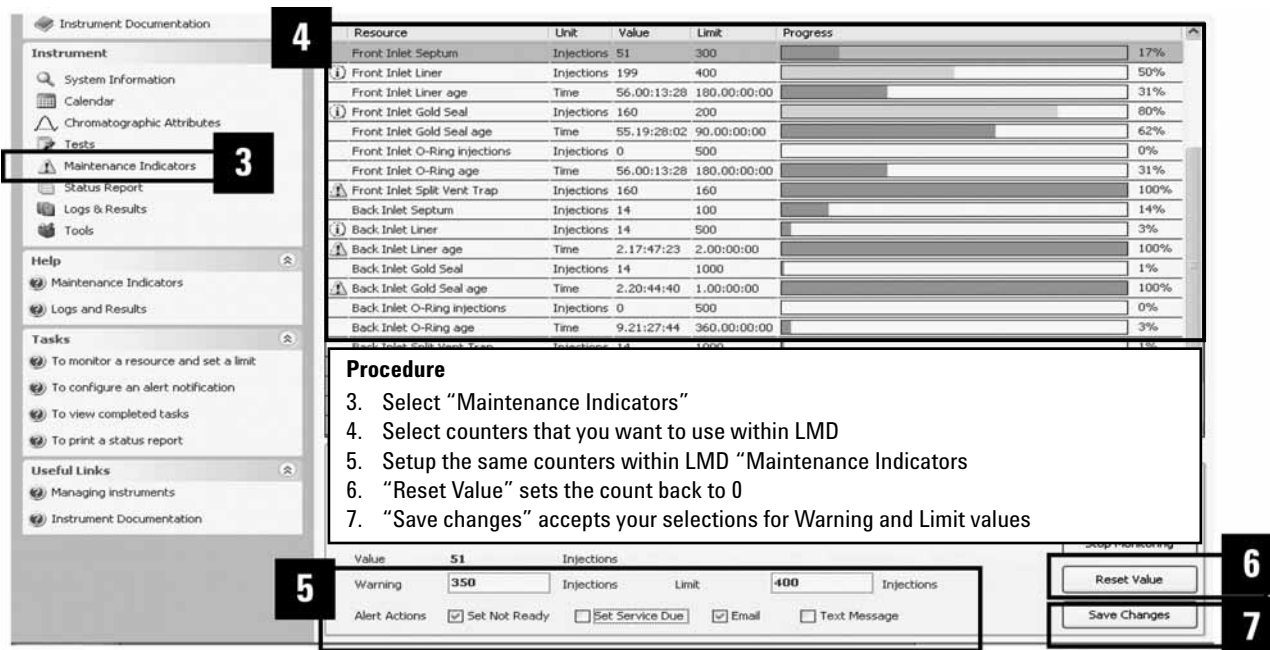 Instrument Documentation
Instrument
System Information
Calendar
Chromatographic Attributes
Tests
Maintenance Indicators
3
Status Report
Logs & Results
Tools
Help
Maintenance Indicators
Logs and Results
Tasks
To monitor a resource and set a limit
To configure an alert notification
To view completed tasks
To print a status report
Useful Links
Managing instruments
Instrument Documentation
4
Resource Unit Value Limit Progress
Front Inlet Septum Injections 51 300 17%
Front Inlet Liner Injections 199 400 50%
Front Inlet Liner age Time 56.00:13:28 180.00:00:00 31%
Front Inlet Gold Seal Injections 160 200 80%
Front Inlet Gold Seal age Time 55.19:28:02 90.00:00:00 62%
Front Inlet O-Ring injections Injections 0 500 0%
Front Inlet O-Ring age Time 56.00:13:28 180.00:00:00 31%
Front Inlet Split Vent Trap Injections 160 160 100%
Back Inlet Septum Injections 14 100 14%
Back Inlet Liner Injections 14 500 3%
Back Inlet Liner age Time 2.17:47:23 2.00:00:00 100%
Back Inlet Gold Seal Injections 14 1000 1%
Back Inlet Gold Seal age Time 2.20:44:40 1.00:00:00 100%
Back Inlet O-Ring injections Injections 0 500 0%
Back Inlet O-Ring age Time 9.21:27:44 360.00:00:00 3%
Back Inlet Split Vent Trap Injections 14 1000 1%
Procedure
3. Select “Maintenance Indicators”
4. Select counters that you want to use within LMD
5. Setup the same counters within LMD “Maintenance Indicators
6. “Reset Value” sets the count back to 0
7. “Save changes” accepts your selections for Warning and Limit values
Stop Monitoring
Value 51 Injections
5
Warning 350 Injections Limit 400 Injections
Reset Value
6
Alert Actions Set Not Ready Set Service Due Email Text Message
Save Changes
7